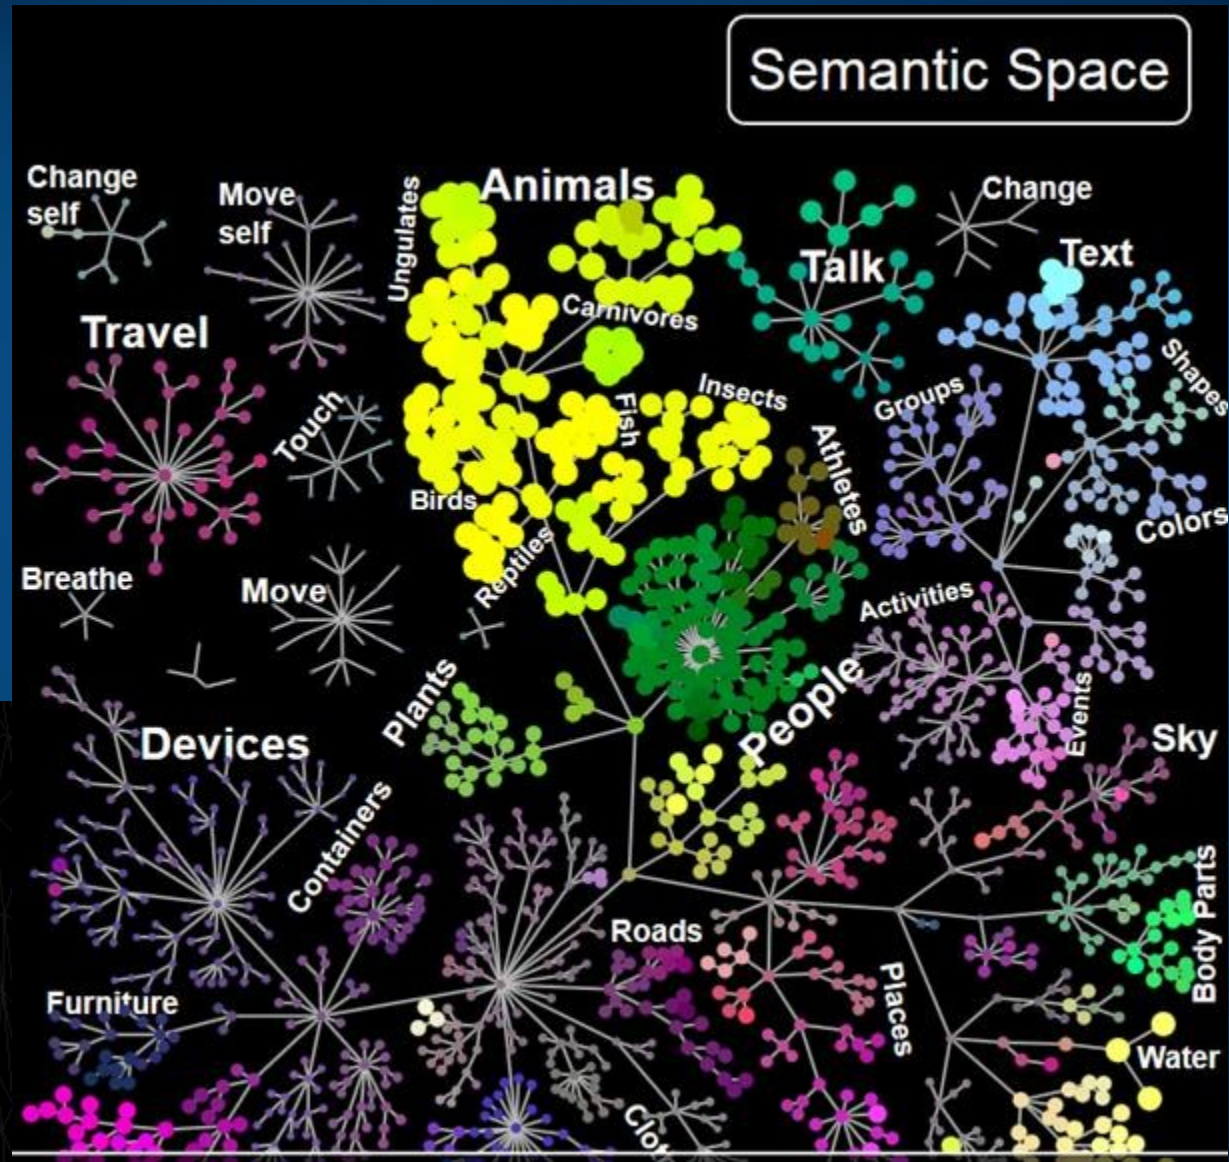 Semantic Space
Change
self
Move
self
Ungulates
Animals
Change
Talk
Text
Carnivores
Travel
Shapes
Insects
Groups
Fish
Touch
Athletes
Birds
Colors
Reptiles
Breathe
Move
Activities
Plants
People
Events
Devices
Sky
Containers
Body Parts
Roads
Places
Furniture
Water